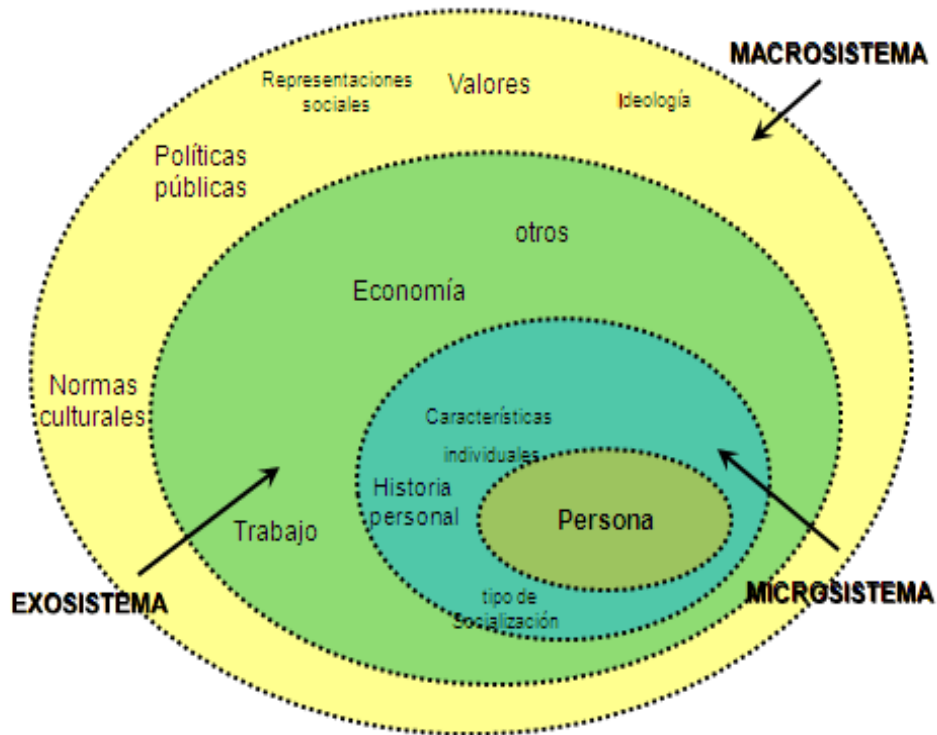 MACROSISTEMA
Representaciones
sociales
Valores
Ideología
Políticas
públicas
otros
Economía
Normas
culturales
Características
individuales
Historia
personal
Persona
Trabajo
EXOSISTEMA
MICROSISTEMA
tipo de
Socialización